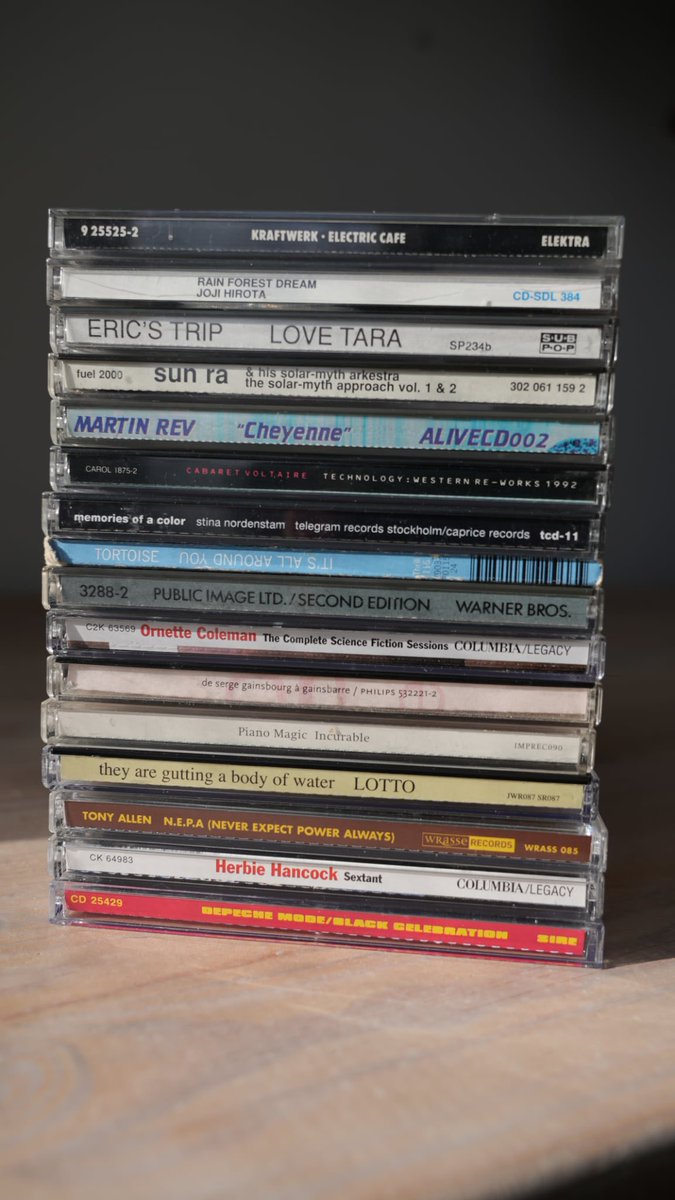 9 25525-2 KRAFTWERK · ELECTRIC CAFE ELEKTRA
RAIN FOREST DREAM
JOJI HIROTA CD-SDL 384
ERIC'S TRIP LOVE TARA SP234b SUB POP
fuel 2000 sun ra & his solar-myth arkestra
the solar-myth approach vol. 1 & 2 302 061 159 2
MARTIN REV "Cheyenne" ALIVECD002
CAROL 1875-2 CABARET VOLTAIRE TECHNOLOGY:WESTERN RE-WORKS 1992
memories of a color stina nordenstam telegram records stockholm/caprice records tcd-11
TORTOISE IT'S ALL AROUND YOU
3288-2 PUBLIC IMAGE LTD./SECOND EDITION WARNER BROS.
C2K 63569 Ornette Coleman The Complete Science Fiction Sessions COLUMBIA/LEGACY
de serge gainsbourg à gainsbarre / PHILIPS 532221-2
Piano Magic Incurable IMPREC090
they are gutting a body of water LOTTO JWR087 SR087
TONY ALLEN N.E.P.A (NEVER EXPECT POWER ALWAYS) wrasse RECORDS WRASS 085
CK 64983 Herbie Hancock Sextant COLUMBIA/LEGACY
CD 25429 DEPECHE MODE/BLACK CELEBRATION SIRE